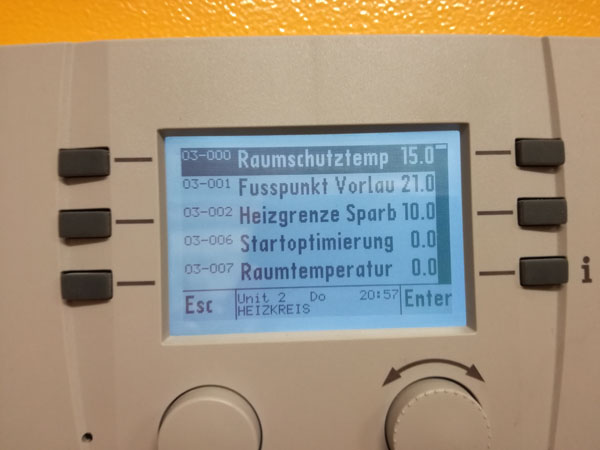 03-000 Raumschutztemp 15.0
03-001 Fusspunkt Vorlau 21.0
03-002 Heizgrenze Sparb 10.0
03-006 Startoptimierung 0.0
03-007 Raumtemperatur 0.0
Esc Unit 2 Do 20:57 Enter
HEIZKREIS
i